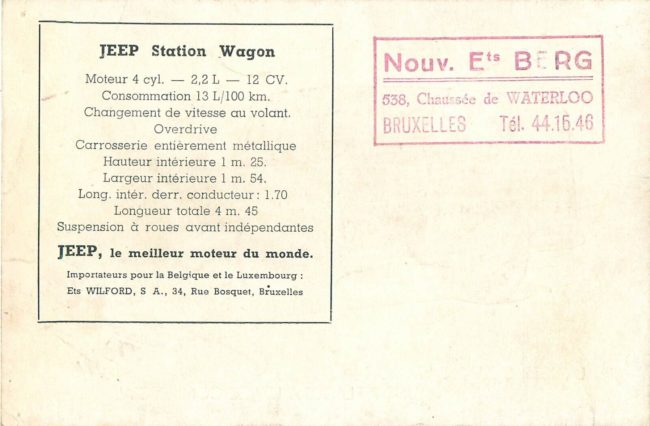 JEEP Station Wagon
Moteur 4 cyl. — 2,2 L — 12 CV.
Consommation 13 L/100 km.
Changement de vitesse au volant.
Overdrive
Carrosserie entièrement métallique
Hauteur intérieure 1 m. 25.
Largeur intérieure 1 m. 54.
Long. intér. derr. conducteur : 1.70
Longueur totale 4 m. 45
Suspension à roues avant indépendantes
JEEP, le meilleur moteur du monde.
Importateurs pour la Belgique et le Luxembourg :
Ets WILFORD, S A., 34, Rue Bosquet, Bruxelles
Nouv. Ets BERG
538, Chaussée de WATERLOO
BRUXELLES Tél. 44.16.46